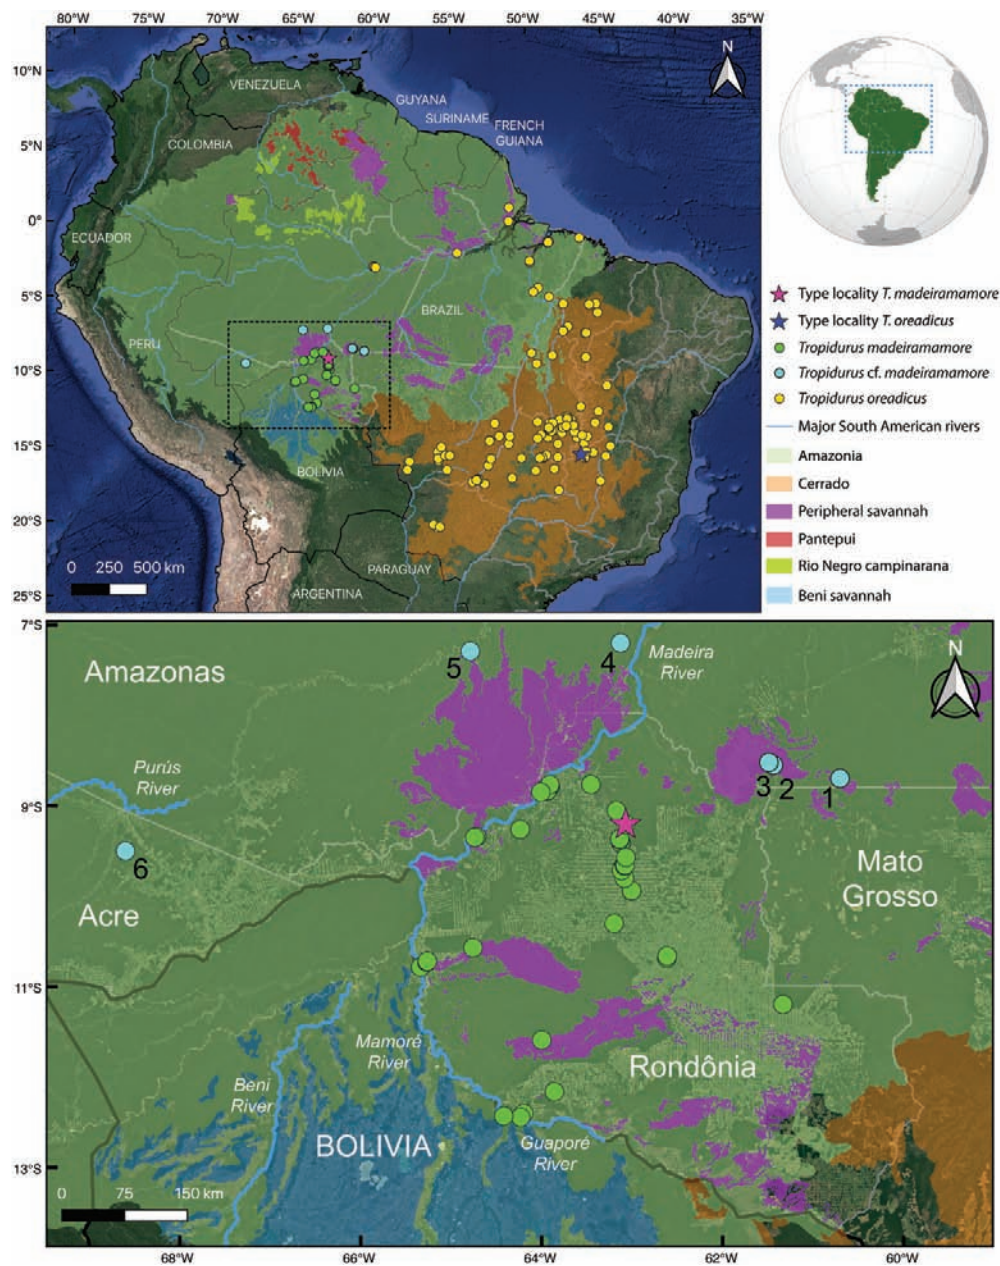 80°W 75°W 70°W 65°W 60°W 55°W 50°W 45°W 40°W 35°W
10°N
5°N
0°
5°S
10°S
15°S
20°S
25°S
N
VENEZUELA
GUYANA
SURINAME
FRENCH
GUIANA
COLOMBIA
ECUADOR
BRAZIL
PERU
BOLIVIA
PARAGUAY
ARGENTINA
0 250 500 km
Type locality T. madeiramamore
Type locality T. oreadicus
Tropidurus madeiramamore
Tropidurus cf. madeiramamore
Tropidurus oreadicus
Major South American rivers
Amazonia
Cerrado
Peripheral savannah
Pantepui
Rio Negro campinarana
Beni savannah
7°S
9°S
11°S
13°S
Amazonas
5
4
Madeira
River
N
Purús
River
3
2
1
6
Acre
Mato
Grosso
Mamoré
River
Rondônia
Beni
River
BOLIVIA
Guaporé
River
0 75 150 km
68°W 66°W 64°W 62°W 60°W